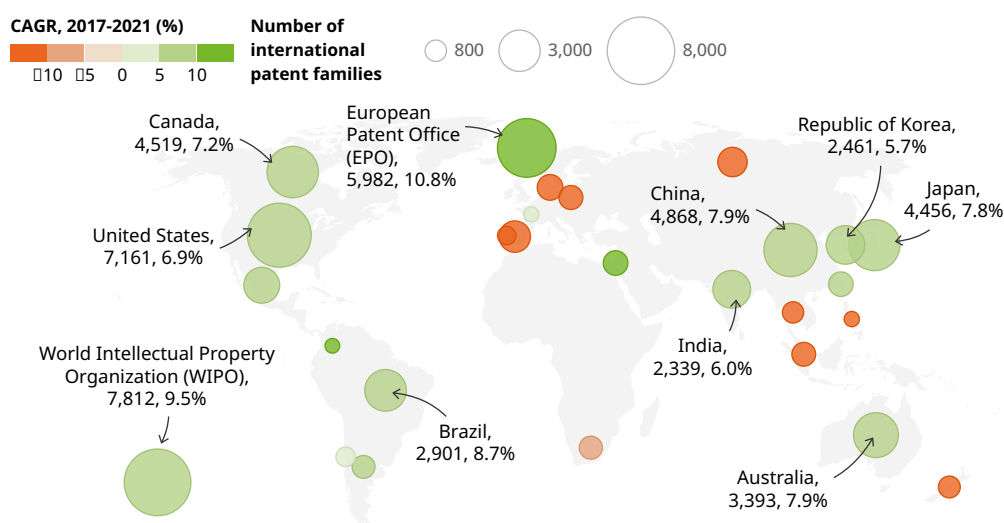 CAGR, 2017-2021 (%)
▯10 ▯5 0 5 10
Number of
international
patent families
800
3,000
8,000
Canada,
4,519, 7.2%
European
Patent Office
(EPO),
5,982, 10.8%
Republic of Korea,
2,461, 5.7%
China,
4,868, 7.9%
Japan,
4,456, 7.8%
United States,
7,161, 6.9%
India,
2,339, 6.0%
World Intellectual Property
Organization (WIPO),
7,812, 9.5%
Brazil,
2,901, 8.7%
Australia,
3,393, 7.9%